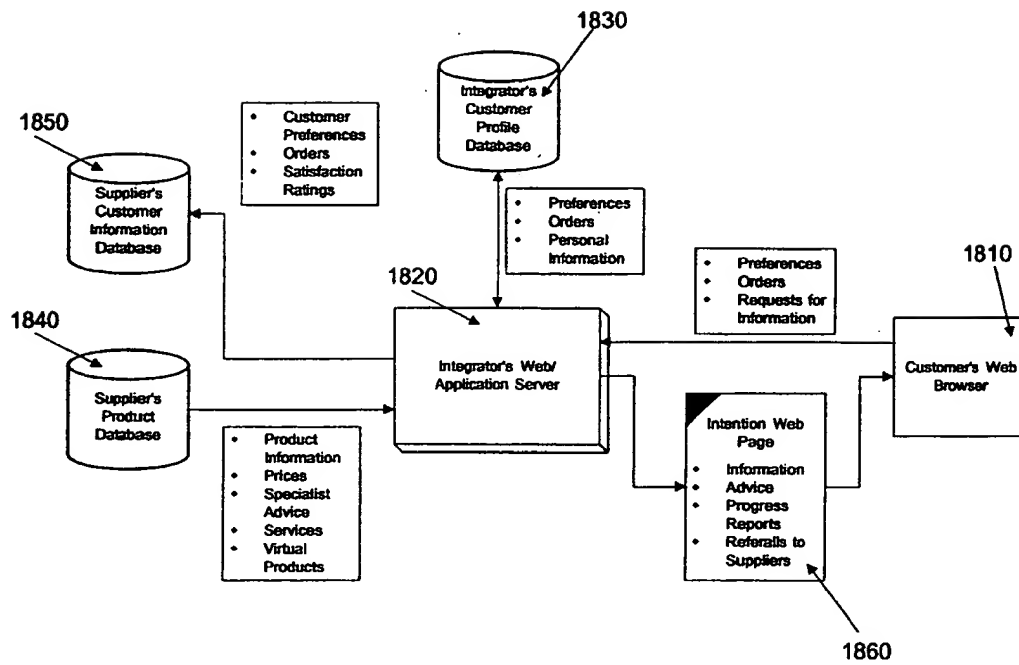 1830
Integrator's
Customer
Profile
Database
1850
Supplier's
Customer
Information
Database
• Customer
Preferences
• Orders
• Satisfaction
Ratings
• Preferences
• Orders
• Personal
Information
1820
Integrator's Web/
Application Server
• Preferences
• Orders
• Requests for
Information
1810
Customer's Web
Browser
1840
Supplier's
Product
Database
• Product
Information
• Prices
• Specialist
Advice
• Services
• Virtual
Products
Intention Web
Page
• Information
• Advice
• Progress
Reports
• Referalls to
Suppliers
1860